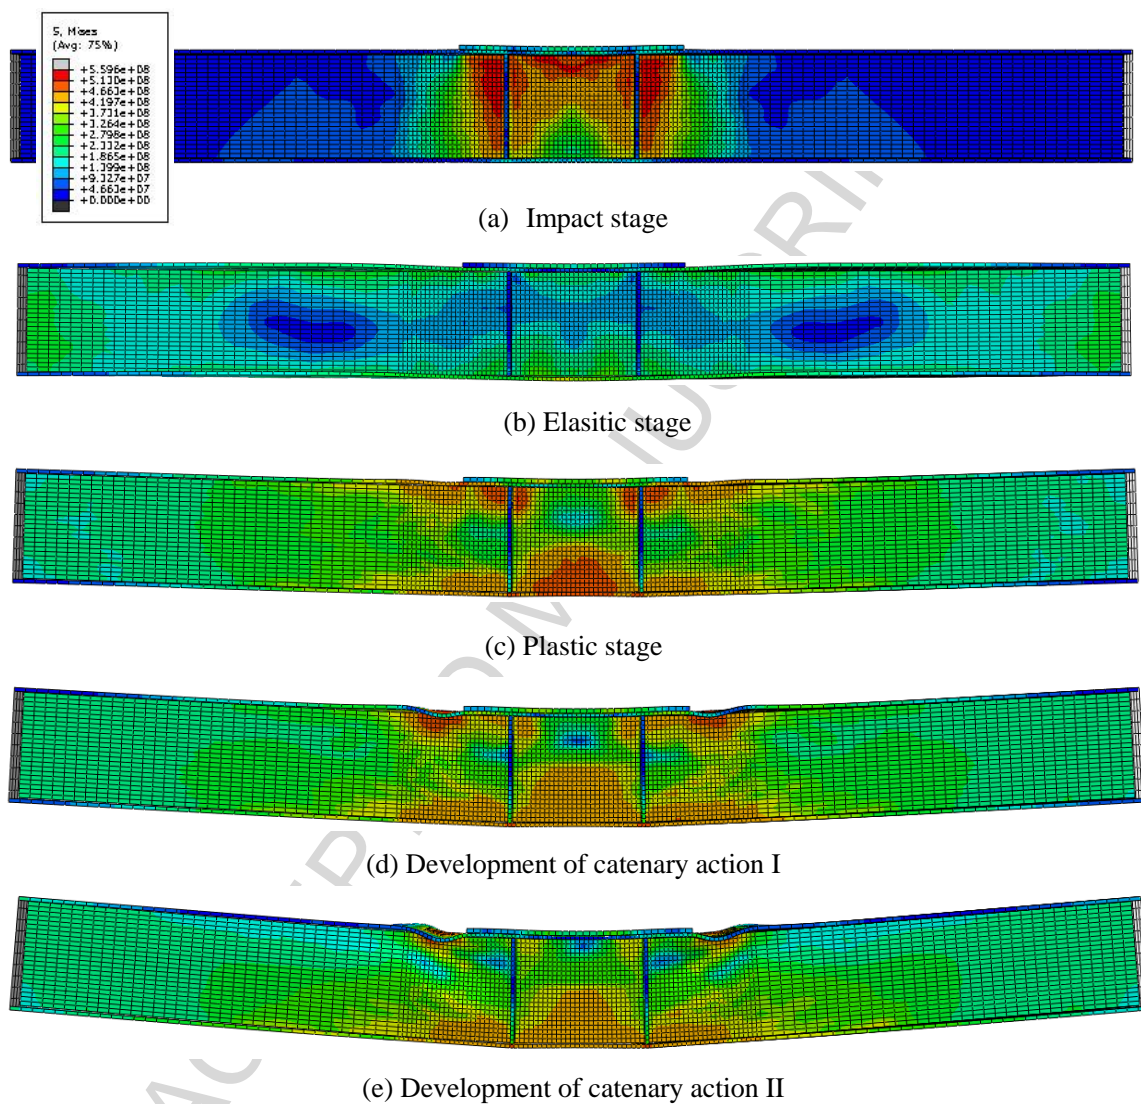 S, Mises
(Avg: 75%)
+5.596e+08
+5.130e+08
+4.663e+08
+4.197e+08
+3.731e+08
+3.264e+08
+2.798e+08
+2.332e+08
+1.865e+08
+1.399e+08
+9.327e+07
+4.663e+07
+0.000e+00
(a) Impact stage
(b) Elasitic stage
(c) Plastic stage
(d) Development of catenary action I
(e) Development of catenary action II